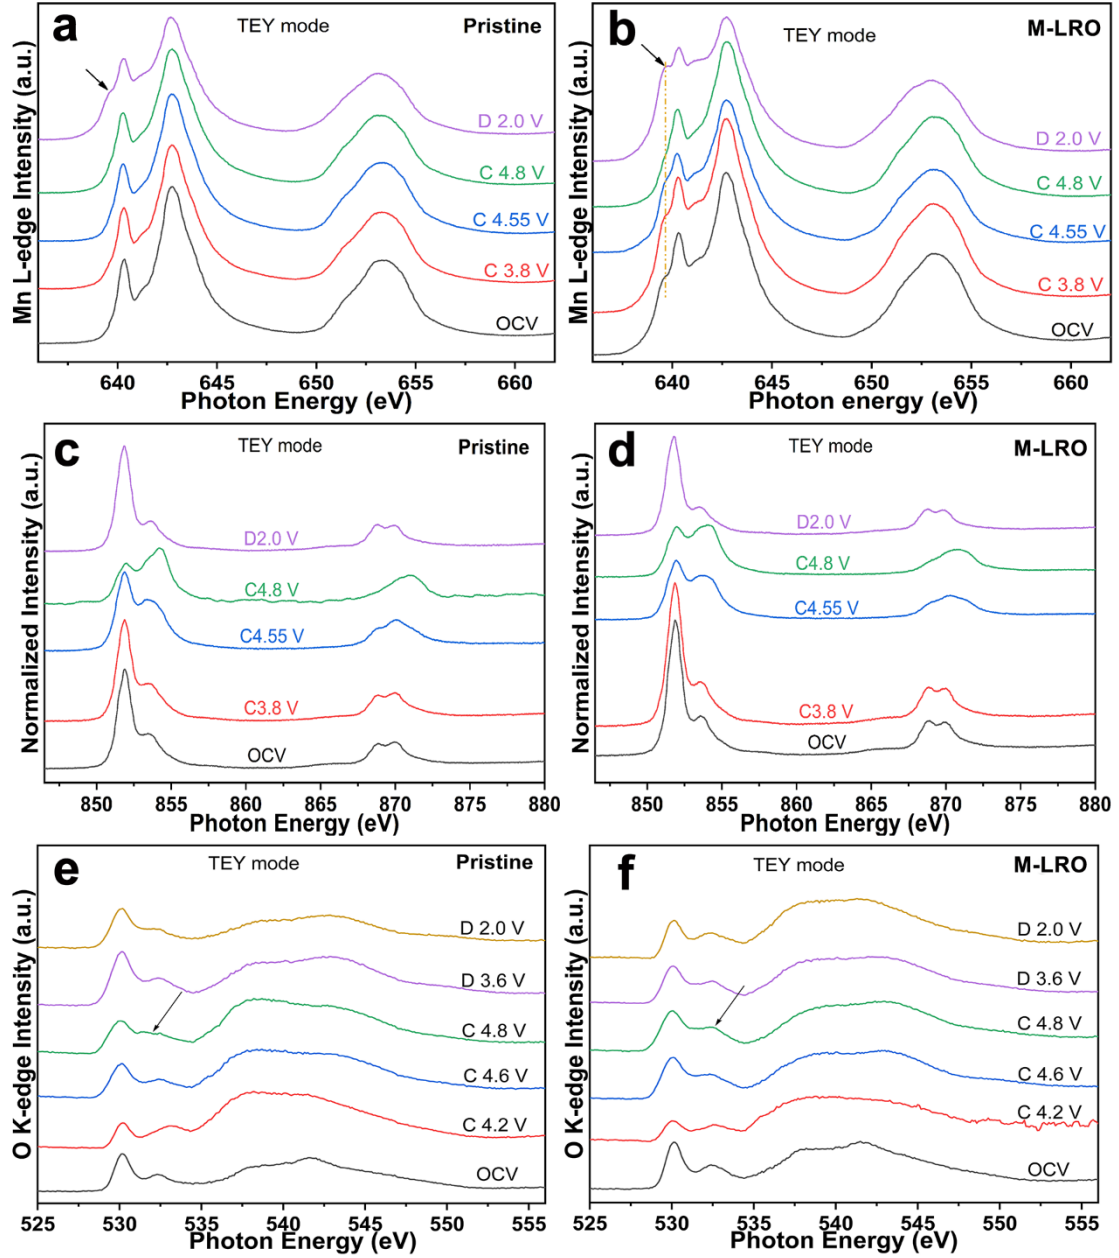 a
TEY mode
Pristine
D 2.0 V
C 4.8 V
C 4.55 V
C 3.8 V
OCV
Mn L-edge Intensity (a.u.)
640 645 650 655 660
Photon Energy (eV)
b
TEY mode
M-LRO
D 2.0 V
C 4.8 V
C 4.55 V
C 3.8 V
OCV
Mn L-edge Intensity (a.u.)
640 645 650 655 660
Photon energy (eV)
c
TEY mode
Pristine
D2.0 V
C4.8 V
C4.55 V
C3.8 V
OCV
Normalized Intensity (a.u.)
850 855 860 865 870 875 880
Photon Energy (eV)
d
TEY mode
M-LRO
D2.0 V
C4.8 V
C4.55 V
C3.8 V
OCV
Normalized Intensity (a.u.)
850 855 860 865 870 875 880
Photon Energy (eV)
e
TEY mode
Pristine
D 2.0 V
D 3.6 V
C 4.8 V
C 4.6 V
C 4.2 V
OCV
O K-edge Intensity (a.u.)
525 530 535 540 545 550 555
Photon Energy (eV)
f
TEY mode
M-LRO
D 2.0 V
D 3.6 V
C 4.8 V
C 4.6 V
C 4.2 V
OCV
O K-edge Intensity (a.u.)
525 530 535 540 545 550 555
Photon Energy (eV)